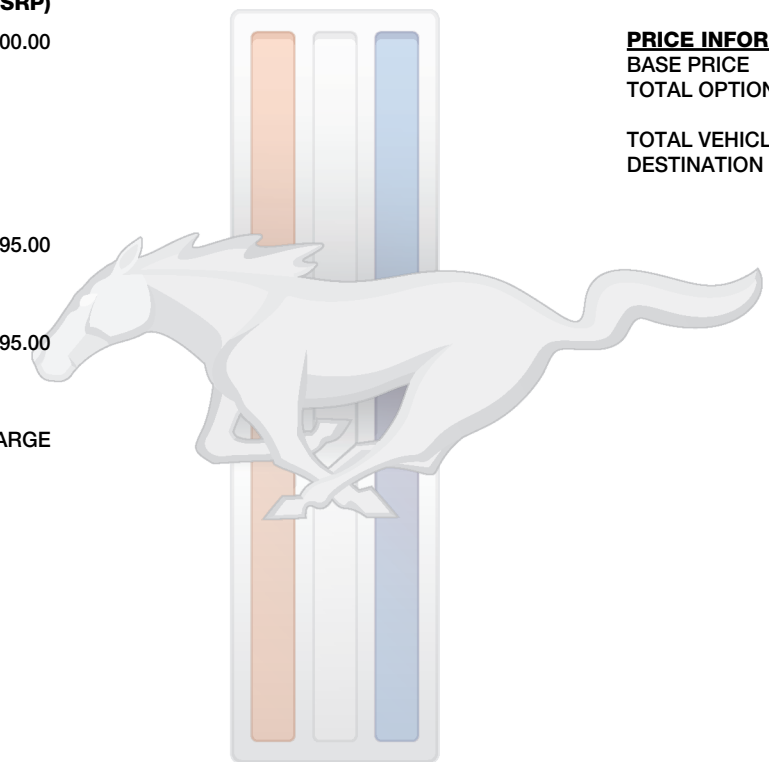 SRP)
00.00
95.00
95.00
ARGE
PRICE INFOR
BASE PRICE
TOTAL OPTION
TOTAL VEHICL
DESTINATION